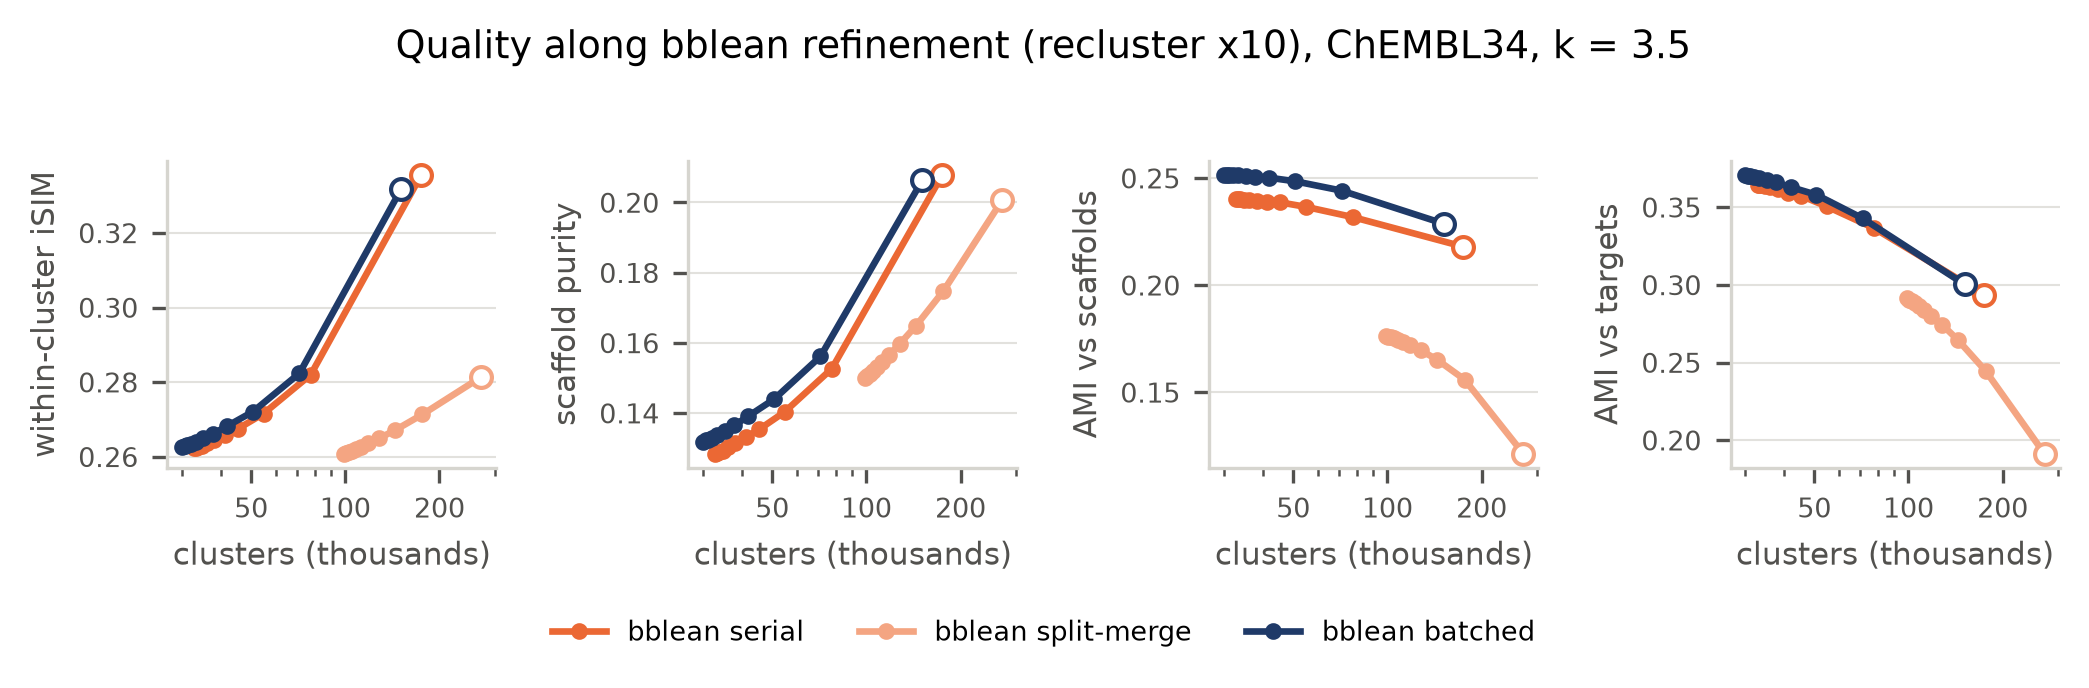 Quality along bblean refinement (recluster x10), ChEMBL34, k = 3.5
within-cluster iSIM
0.32
0.30
0.28
0.26
50 100 200
clusters (thousands)
scaffold purity
0.20
0.18
0.16
0.14
50 100 200
clusters (thousands)
AMI vs scaffolds
0.25
0.20
0.15
50 100 200
clusters (thousands)
AMI vs targets
0.35
0.30
0.25
0.20
50 100 200
clusters (thousands)
bblean serial
bblean split-merge
bblean batched